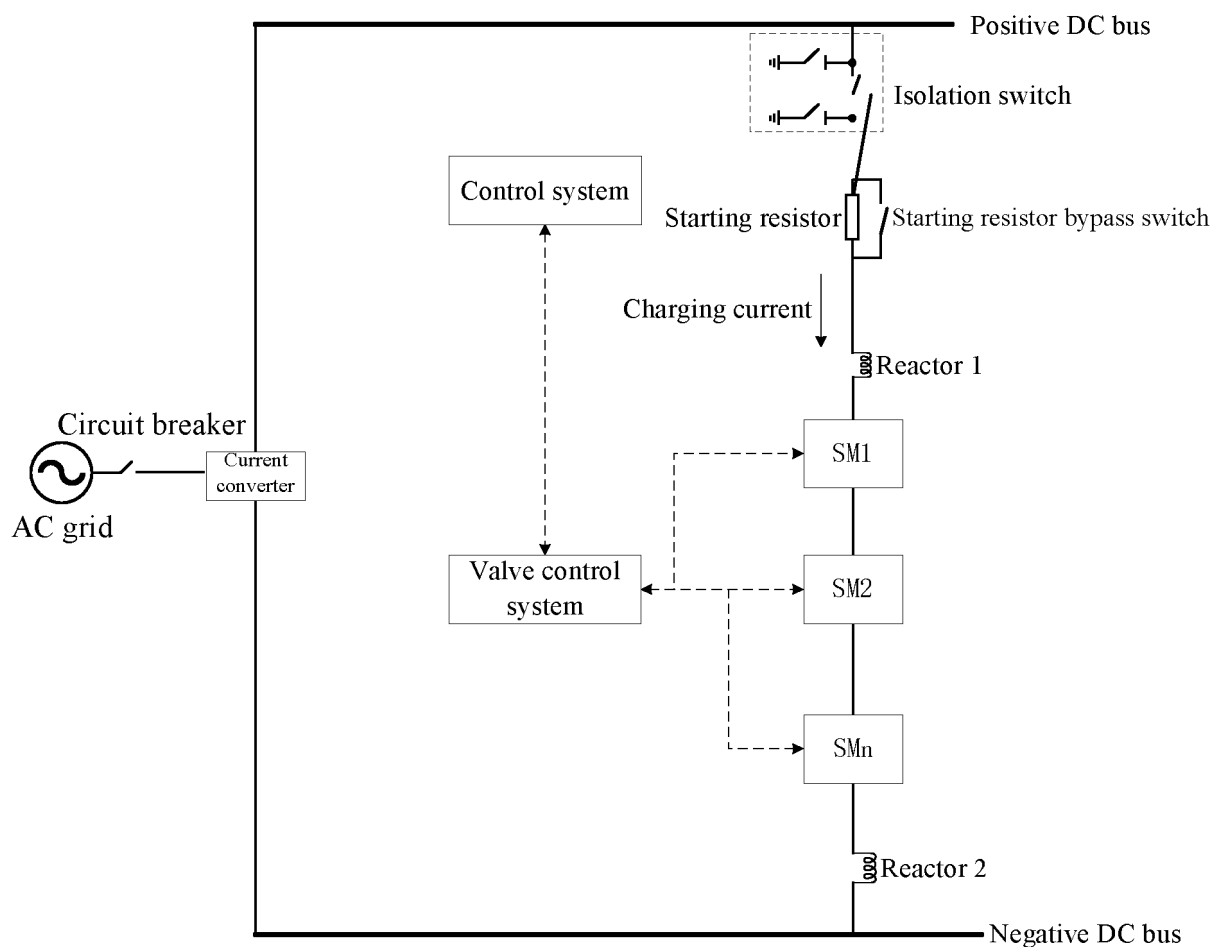 Positive DC bus
Isolation switch
Control system
Starting resistor
Starting resistor bypass switch
Charging current
Reactor 1
Circuit breaker
SM1
Current
converter
AC grid
Valve control
system
SM2
SMn
Reactor 2
Negative DC bus